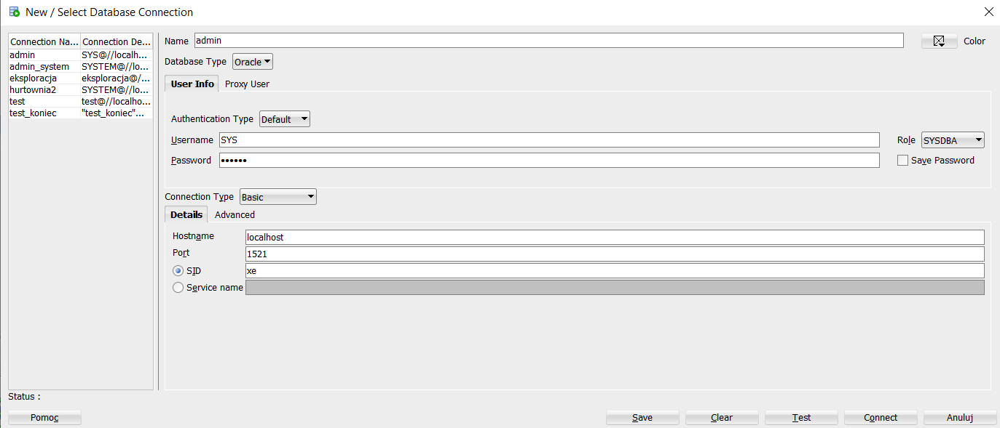 New / Select Database Connection
Connection Na... Connection De...
admin SYS@//localh...
admin_system SYSTEM@//lo...
eksploracja eksploracja@/...
hurtownia2 SYSTEM@//lo...
test test@//localho...
test_koniec "test_koniec"...
Name admin Color
Database Type Oracle
User Info Proxy User
Authentication Type Default
Username SYS Role SYSDBA
Password •••••• Save Password
Connection Type Basic
Details Advanced
Hostname localhost
Port 1521
SID xe
Service name
Status :
Pomoc Save Clear Test Connect Anuluj